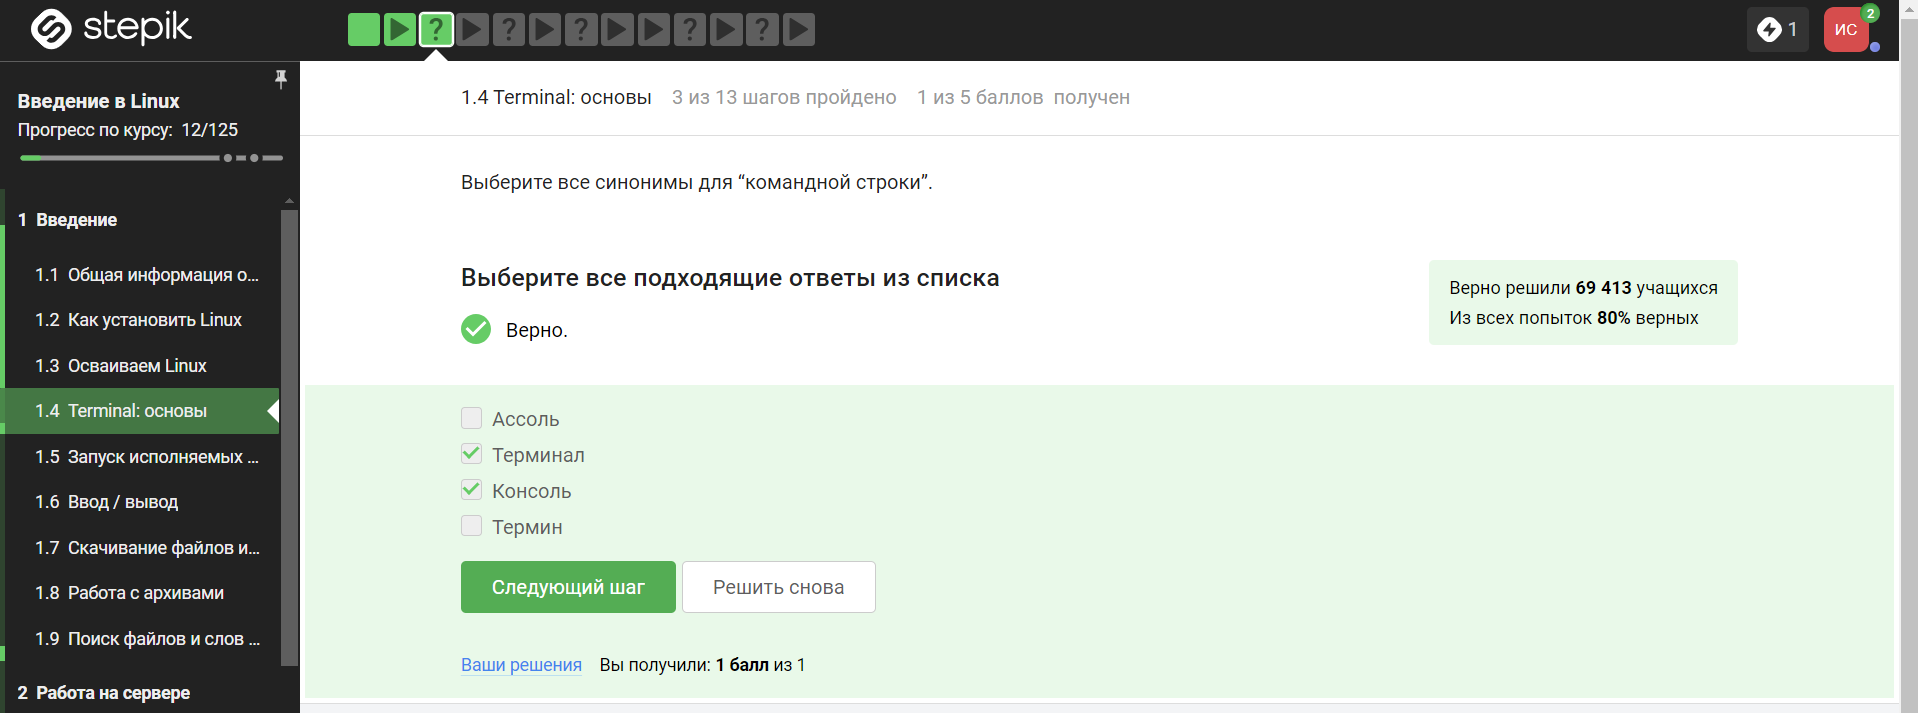 stepik
? ? ? ? ?
1
ИС
2
Введение в Linux
Прогресс по курсу: 12/125
1 Введение
1.1 Общая информация о...
1.2 Как установить Linux
1.3 Осваиваем Linux
1.4 Terminal: основы
1.5 Запуск исполняемых ...
1.6 Ввод / вывод
1.7 Скачивание файлов и...
1.8 Работа с архивами
1.9 Поиск файлов и слов ...
2 Работа на сервере
1.4 Terminal: основы 3 из 13 шагов пройдено 1 из 5 баллов получен
Выберите все синонимы для “командной строки”.
Выберите все подходящие ответы из списка
Верно.
Верно решили 69 413 учащихся
Из всех попыток 80% верных
Ассоль
Терминал
Консоль
Термин
Следующий шаг
Решить снова
Ваши решения Вы получили: 1 балл из 1